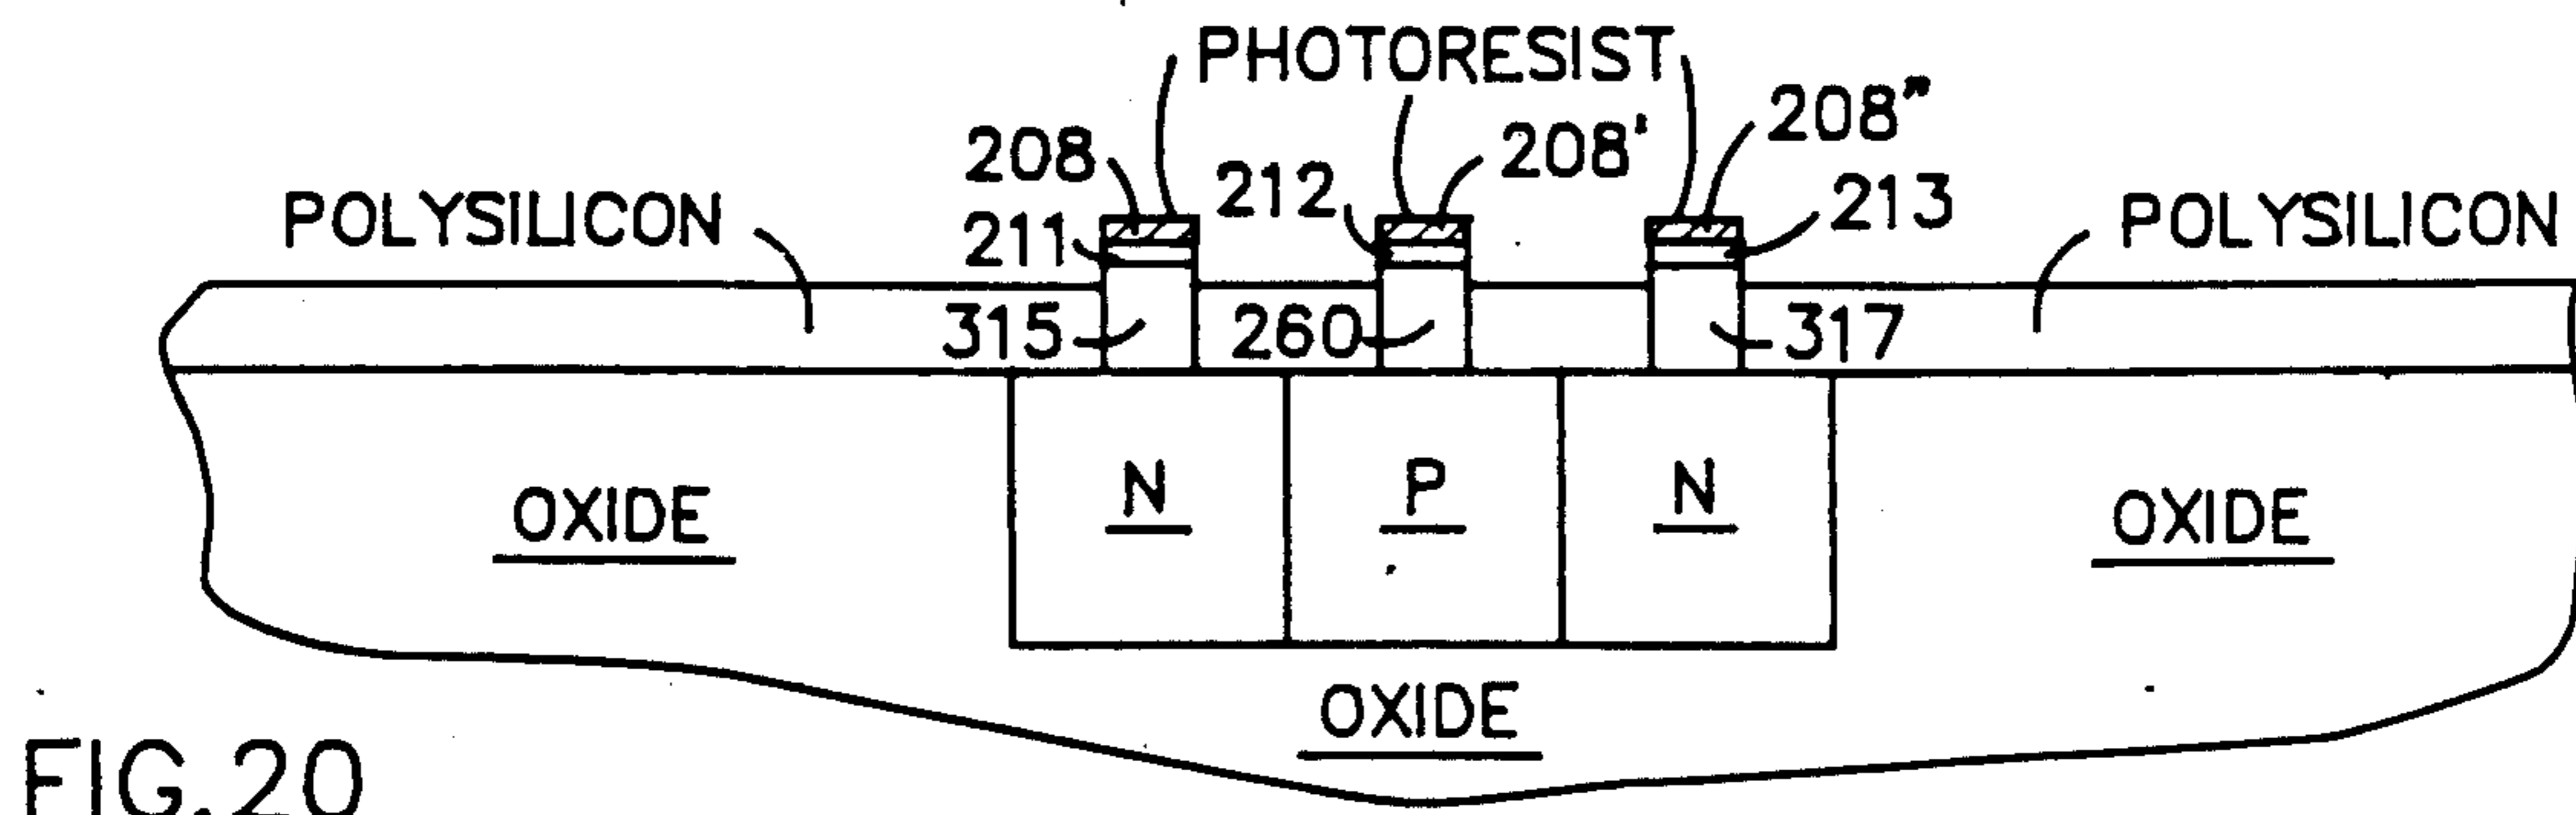 PHOTORESIST
208 208' 208"
211 212 213
POLYSILICON POLYSILICON
315 260 317
N P N
OXIDE OXIDE
OXIDE
FIG.20